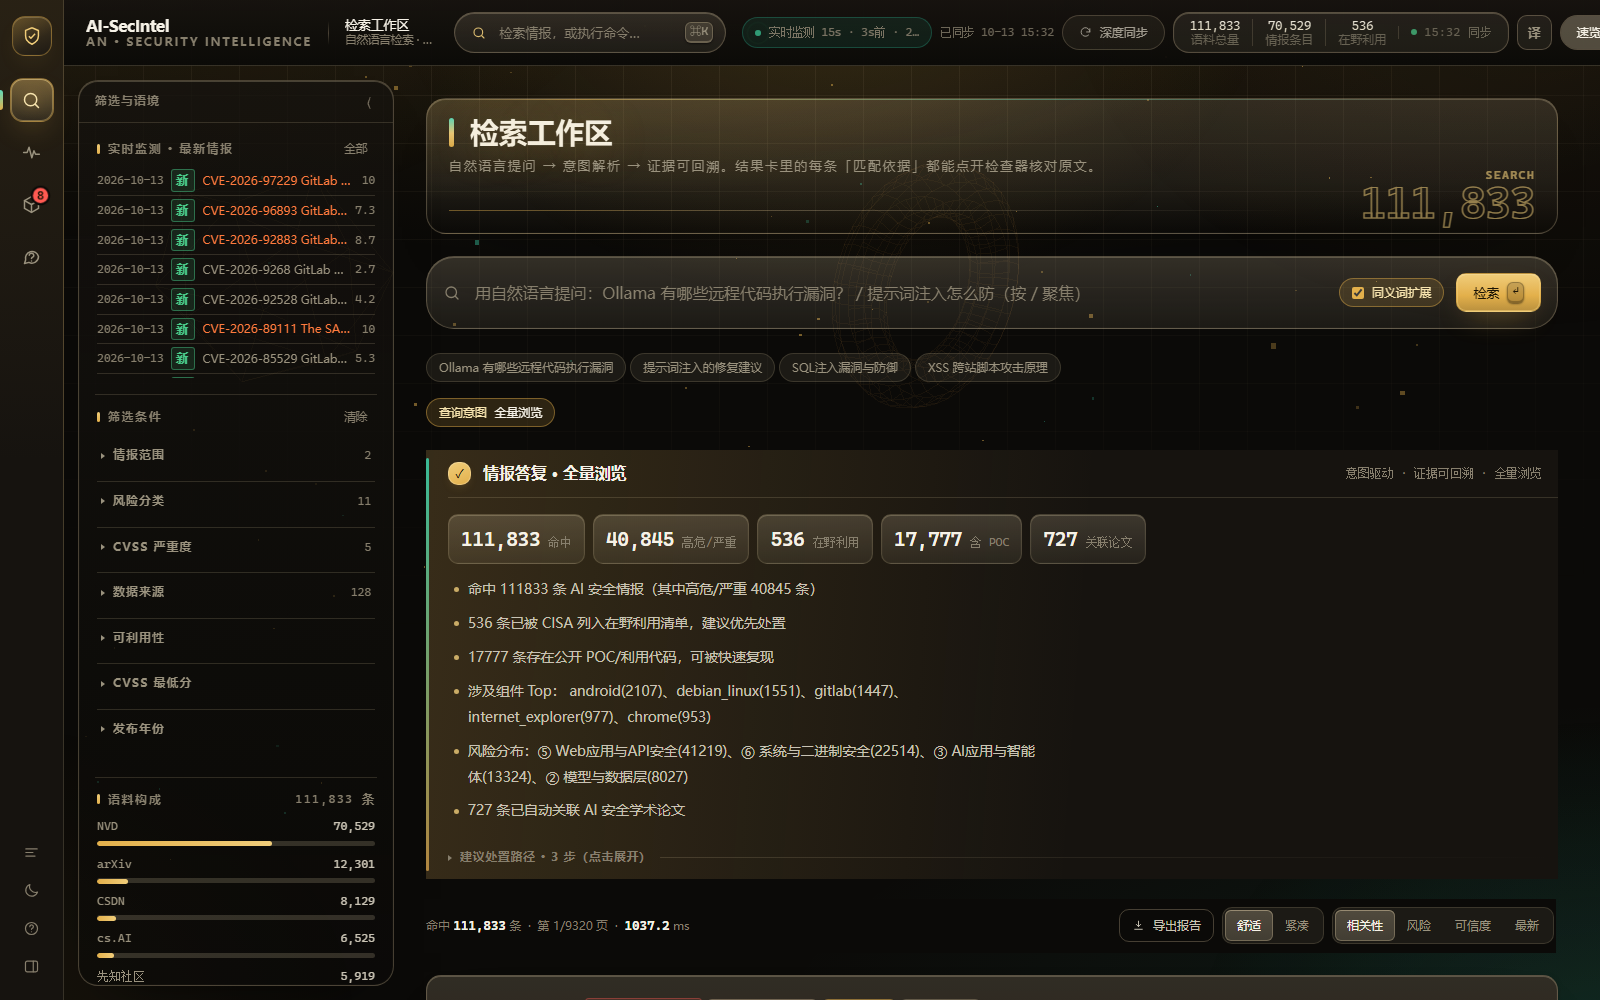 AI-SecIntel
AN • SECURITY INTELLIGENCE
检索工作区
自然语言检索 · ...
检索情报，或执行命令...
⌘K
实时监测 15s · 3s前 · 2…
已同步 10-13 15:32
深度同步
111,833
语料总量
70,529
情报条目
536
在野利用
15:32 同步
译
速览
8
筛选与语境
实时监测 • 最新情报
全部
2026-10-13 新 CVE-2026-97229 GitLab ... 10
2026-10-13 新 CVE-2026-96893 GitLab... 7.3
2026-10-13 新 CVE-2026-92883 GitLab... 8.7
2026-10-13 新 CVE-2026-9268 GitLab ... 2.7
2026-10-13 新 CVE-2026-92528 GitLab... 4.2
2026-10-13 新 CVE-2026-89111 The SA... 10
2026-10-13 新 CVE-2026-85529 GitLab... 5.3
筛选条件
清除
情报范围 2
风险分类 11
CVSS 严重度 5
数据来源 128
可利用性
CVSS 最低分
发布年份
语料构成
111,833 条
NVD 70,529
arXiv 12,301
CSDN 8,129
cs.AI 6,525
先知社区 5,919
检索工作区
自然语言提问 → 意图解析 → 证据可回溯。结果卡里的每条「匹配依据」都能点开检查器核对原文。
SEARCH
111,833
用自然语言提问：Ollama 有哪些远程代码执行漏洞？ / 提示词注入怎么防（按 / 聚焦）
同义词扩展
检索
Ollama 有哪些远程代码执行漏洞
提示词注入的修复建议
SQL注入漏洞与防御
XSS 跨站脚本攻击原理
查询意图 全量浏览
情报答复 • 全量浏览
意图驱动 · 证据可回溯 · 全量浏览
111,833 命中
40,845 高危/严重
536 在野利用
17,777 含 POC
727 关联论文
命中 111833 条 AI 安全情报（其中高危/严重 40845 条）
536 条已被 CISA 列入在野利用清单，建议优先处置
17777 条存在公开 POC/利用代码，可被快速复现
涉及组件 Top： android(2107)、debian_linux(1551)、gitlab(1447)、
internet_explorer(977)、chrome(953)
风险分布：⑤ Web应用与API安全(41219)、⑥ 系统与二进制安全(22514)、③ AI应用与智能
体(13324)、② 模型与数据层(8027)
727 条已自动关联 AI 安全学术论文
建议处置路径 • 3 步（点击展开）
命中 111,833 条 · 第 1/9320 页 · 1037.2 ms
导出报告
舒适
紧凑
相关性
风险
可信度
最新